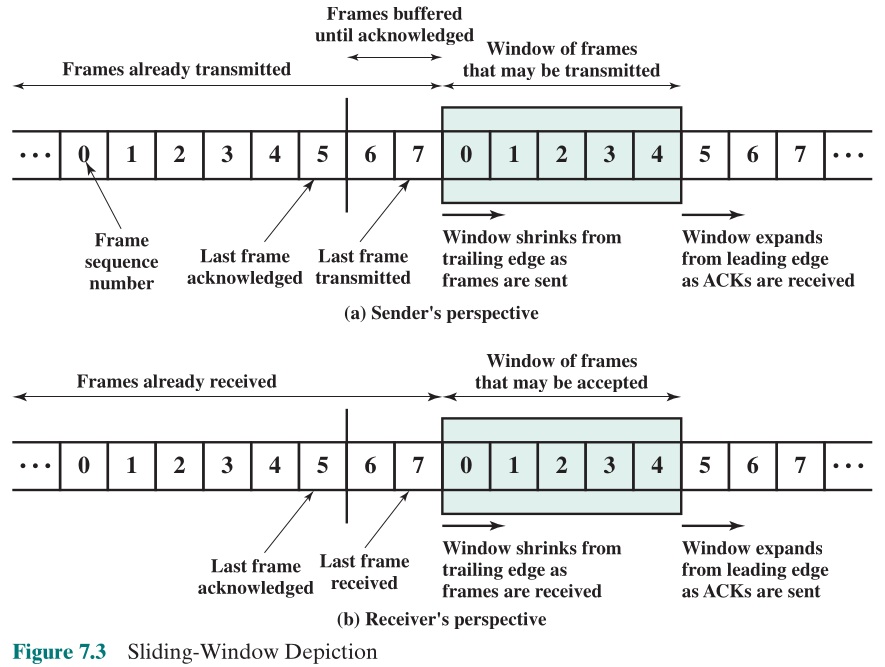 Frames buffered
until acknowledged
Window of frames
that may be transmitted
Frames already transmitted
··· 0 1 2 3 4 5 6 7 0 1 2 3 4 5 6 7 ···
Frame
sequence
number
Last frame
acknowledged
Last frame
transmitted
Window shrinks from
trailing edge as
frames are sent
Window expands
from leading edge
as ACKs are received
(a) Sender's perspective
Window of frames
that may be accepted
Frames already received
··· 0 1 2 3 4 5 6 7 0 1 2 3 4 5 6 7 ···
Last frame
acknowledged
Last frame
received
Window shrinks from
trailing edge as
frames are received
Window expands
from leading edge
as ACKs are sent
(b) Receiver's perspective
Figure 7.3 Sliding-Window Depiction